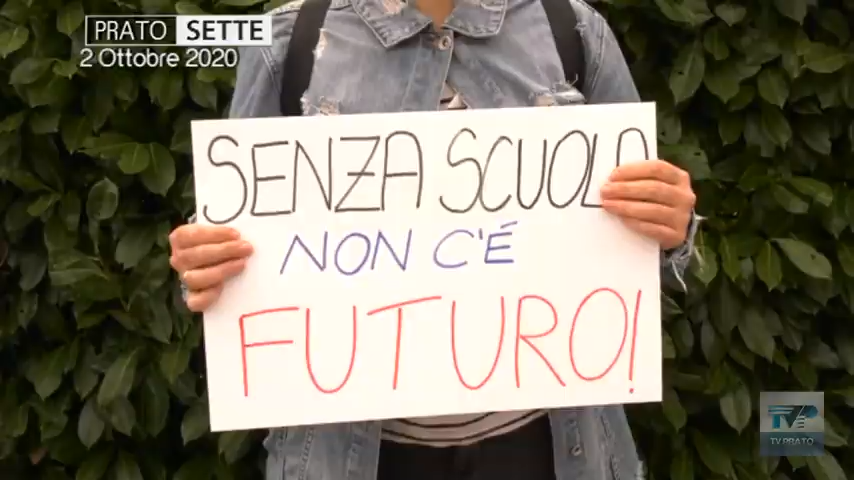 PRATO SETTE
2 Ottobre 2020
SENZA SCUOLA
NON C'É
FUTURO!
TV PRATO